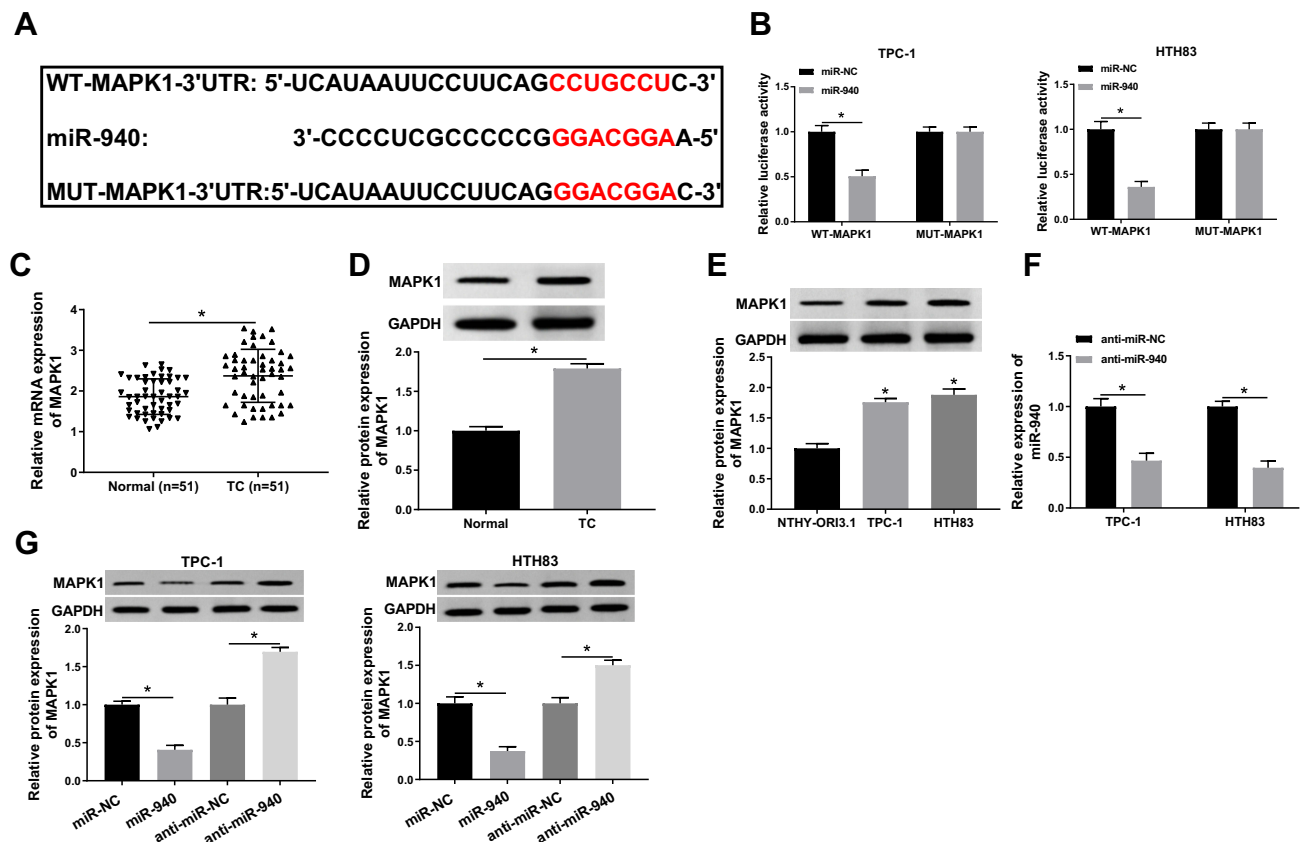 A
WT-MAPK1-3'UTR: 5'-UCAUAAUUCCUUCAGCCUGCCUC-3'
miR-940: 3'-CCCCUCGCCCCCGGGACGGAA-5'
MUT-MAPK1-3'UTR:5'-UCAUAAUUCCUUCAGGGACGGAC-3'
B
TPC-1
miR-NC
miR-940
Relative luciferase activity
1.5
1.0
0.5
0.0
*
WT-MAPK1 MUT-MAPK1
HTH83
miR-NC
miR-940
Relative luciferase activity
1.5
1.0
0.5
0.0
*
WT-MAPK1 MUT-MAPK1
C
Relative mRNA expression
of MAPK1
4
3
2
1
0
*
Normal (n=51) TC (n=51)
D
MAPK1
GAPDH
Relative protein expression
of MAPK1
2.0
1.5
1.0
0.5
0.0
*
Normal TC
E
MAPK1
GAPDH
Relative protein expression
of MAPK1
2.5
2.0
1.5
1.0
0.5
0.0
* *
NTHY-ORI3.1 TPC-1 HTH83
F
anti-miR-NC
anti-miR-940
Relative expression of
miR-940
1.5
1.0
0.5
0.0
* *
TPC-1 HTH83
G
TPC-1
MAPK1
GAPDH
Relative protein expression
of MAPK1
2.0
1.5
1.0
0.5
0.0
* *
miR-NC miR-940 anti-miR-NC anti-miR-940
HTH83
MAPK1
GAPDH
Relative protein expression
of MAPK1
2.0
1.5
1.0
0.5
0.0
* *
miR-NC miR-940 anti-miR-NC anti-miR-940